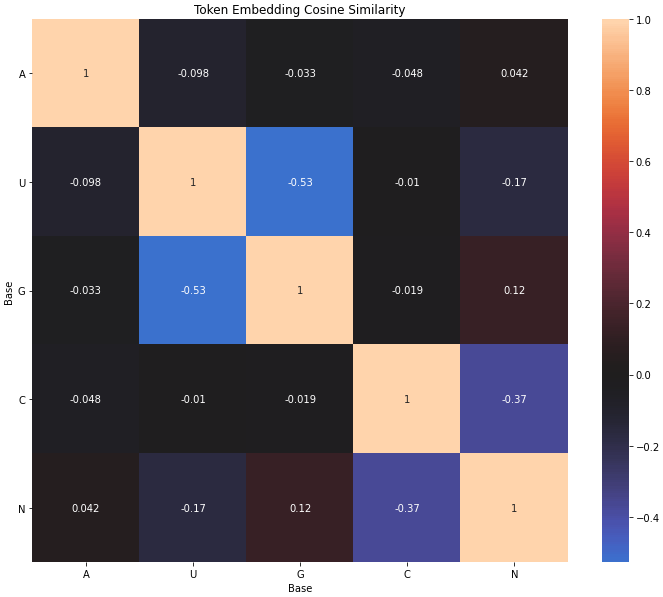 Token Embedding Cosine Similarity
A 1 -0.098 -0.033 -0.048 0.042
U -0.098 1 -0.53 -0.01 -0.17
G -0.033 -0.53 1 -0.019 0.12
C -0.048 -0.01 -0.019 1 -0.37
N 0.042 -0.17 0.12 -0.37 1
A U G C N
Base
Base
1.0
0.8
0.6
0.4
0.2
0.0
−0.2
−0.4